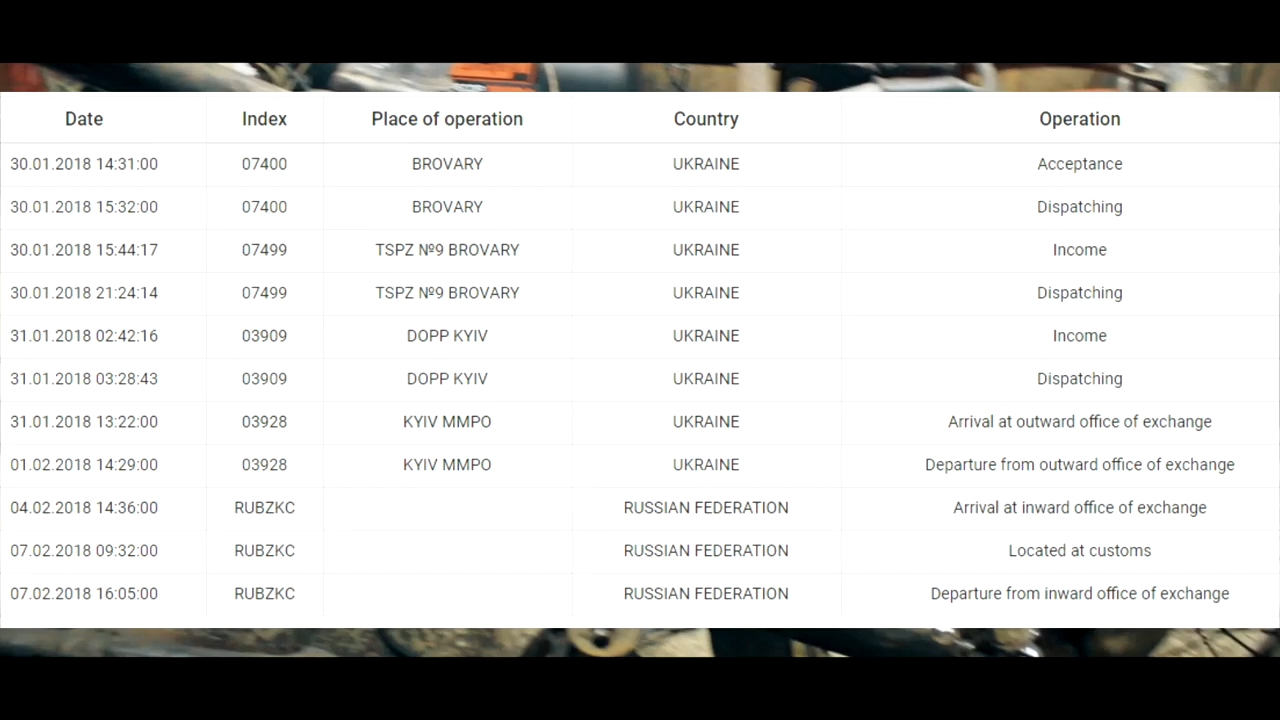 Date Index Place of operation Country Operation
30.01.2018 14:31:00 07400 BROVARY UKRAINE Acceptance
30.01.2018 15:32:00 07400 BROVARY UKRAINE Dispatching
30.01.2018 15:44:17 07499 TSPZ №9 BROVARY UKRAINE Income
30.01.2018 21:24:14 07499 TSPZ №9 BROVARY UKRAINE Dispatching
31.01.2018 02:42:16 03909 DOPP KYIV UKRAINE Income
31.01.2018 03:28:43 03909 DOPP KYIV UKRAINE Dispatching
31.01.2018 13:22:00 03928 KYIV MMPO UKRAINE Arrival at outward office of exchange
01.02.2018 14:29:00 03928 KYIV MMPO UKRAINE Departure from outward office of exchange
04.02.2018 14:36:00 RUBZKC RUSSIAN FEDERATION Arrival at inward office of exchange
07.02.2018 09:32:00 RUBZKC RUSSIAN FEDERATION Located at customs
07.02.2018 16:05:00 RUBZKC RUSSIAN FEDERATION Departure from inward office of exchange